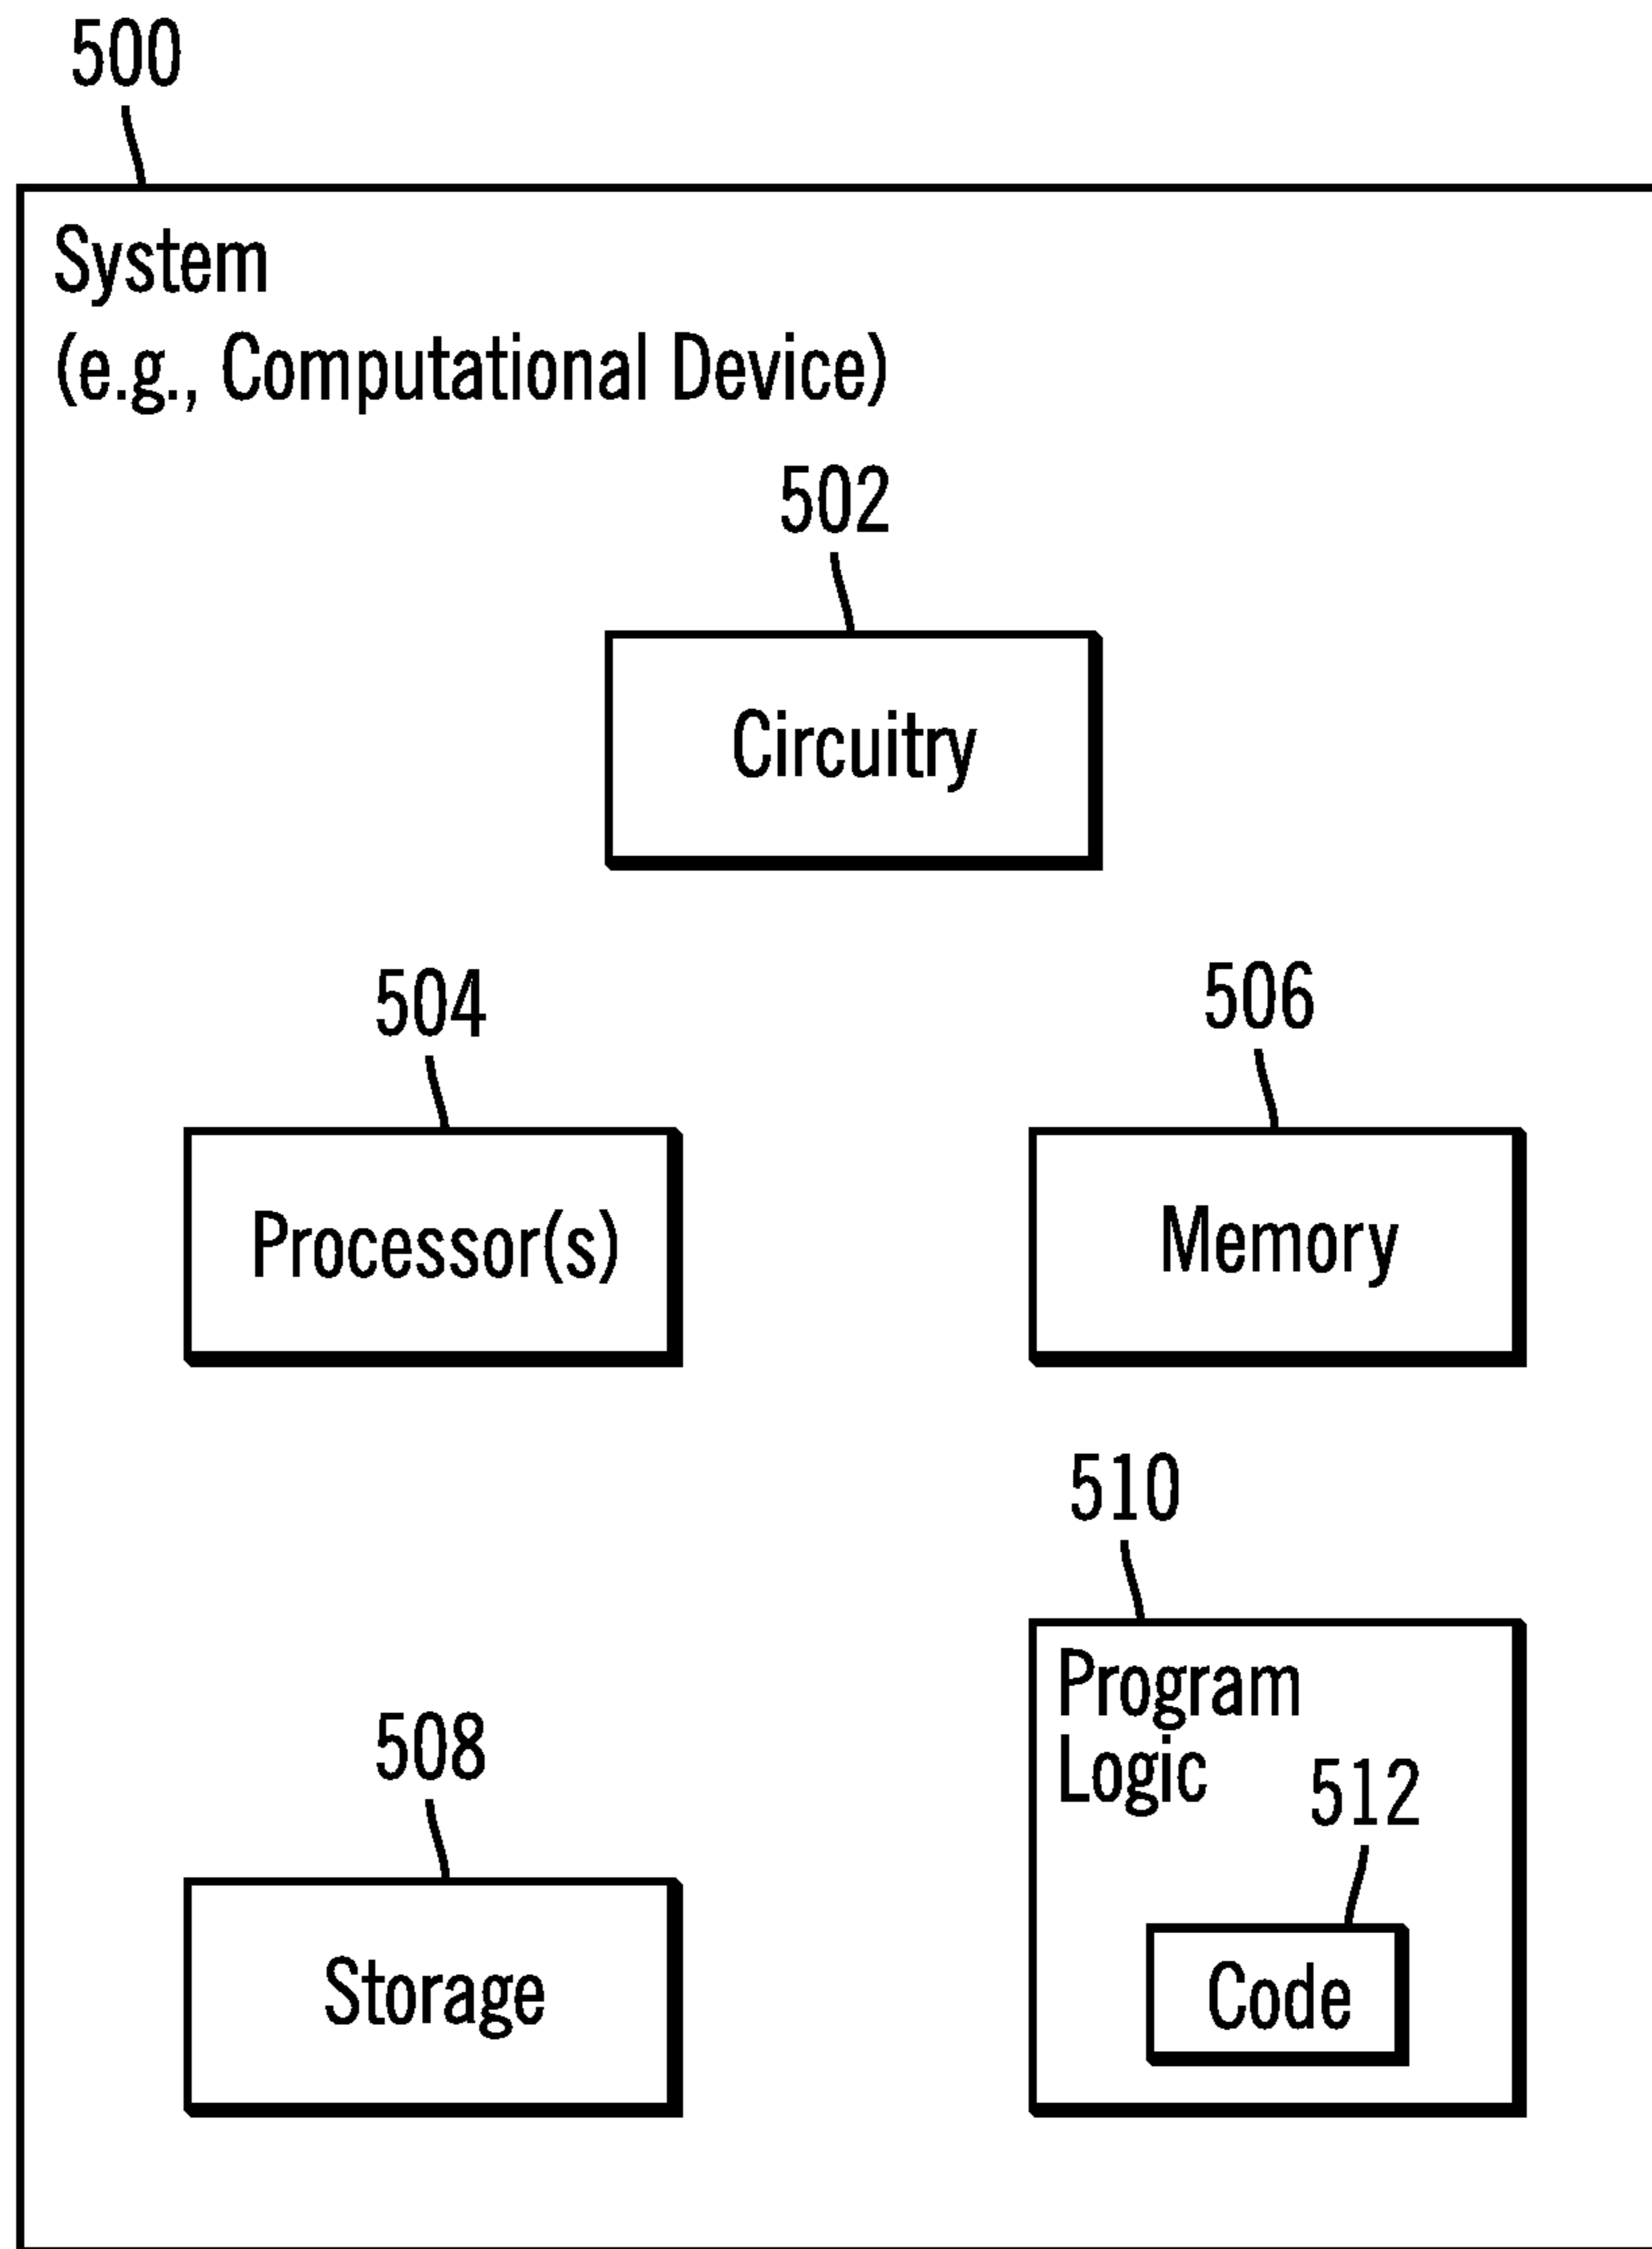 500
System
(e.g., Computational Device)
502
Circuitry
504
506
Processor(s)
Memory
510
Program
Logic
508
512
Storage
Code